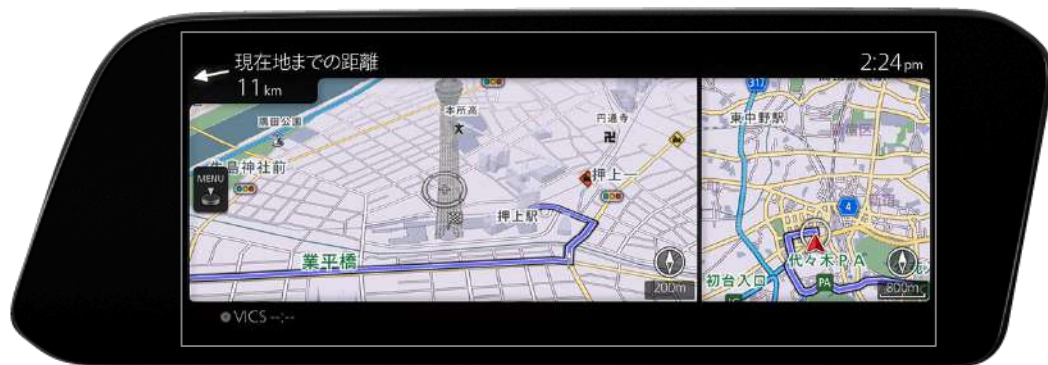 現在地までの距離
11km
2:24pm
本所高
隅田公園
円通寺
牛島神社前
MENU
押上一
押上駅
業平橋
200m
317
東中野駅
4
代々木PA
初台入口
PA
800m
VICS --:--